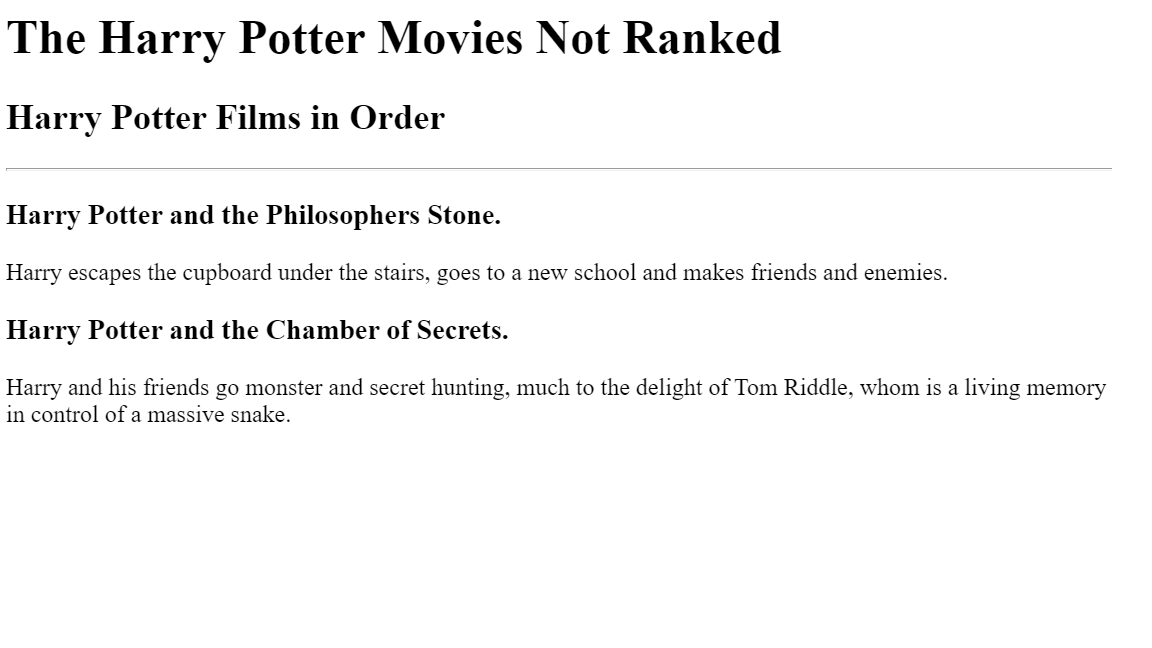 The Harry Potter Movies Not Ranked
Harry Potter Films in Order
Harry Potter and the Philosophers Stone.
Harry escapes the cupboard under the stairs, goes to a new school and makes friends and enemies.
Harry Potter and the Chamber of Secrets.
Harry and his friends go monster and secret hunting, much to the delight of Tom Riddle, whom is a living memory
in control of a massive snake.